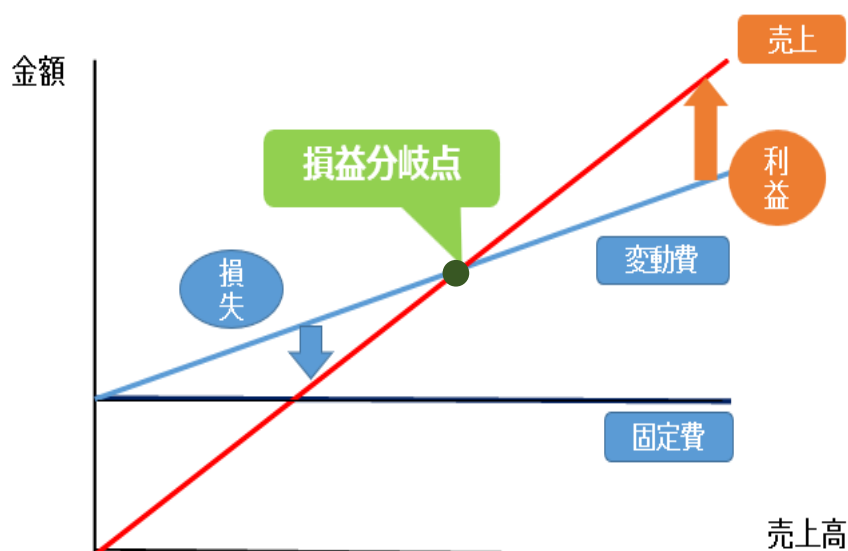 売上
金額
損益分岐点
利
益
変動費
損
失
固定費
売上高